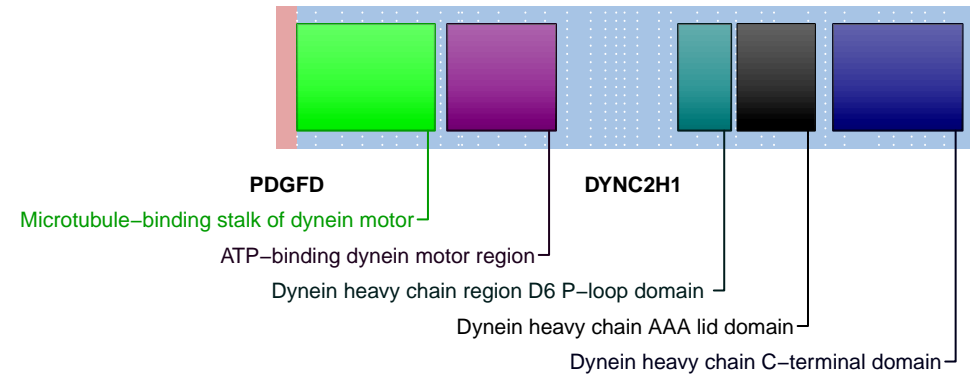 PDGFD DYNC2H1
Microtubule−binding stalk of dynein motor
ATP−binding dynein motor region
Dynein heavy chain region D6 P−loop domain
Dynein heavy chain AAA lid domain
Dynein heavy chain C−terminal domain